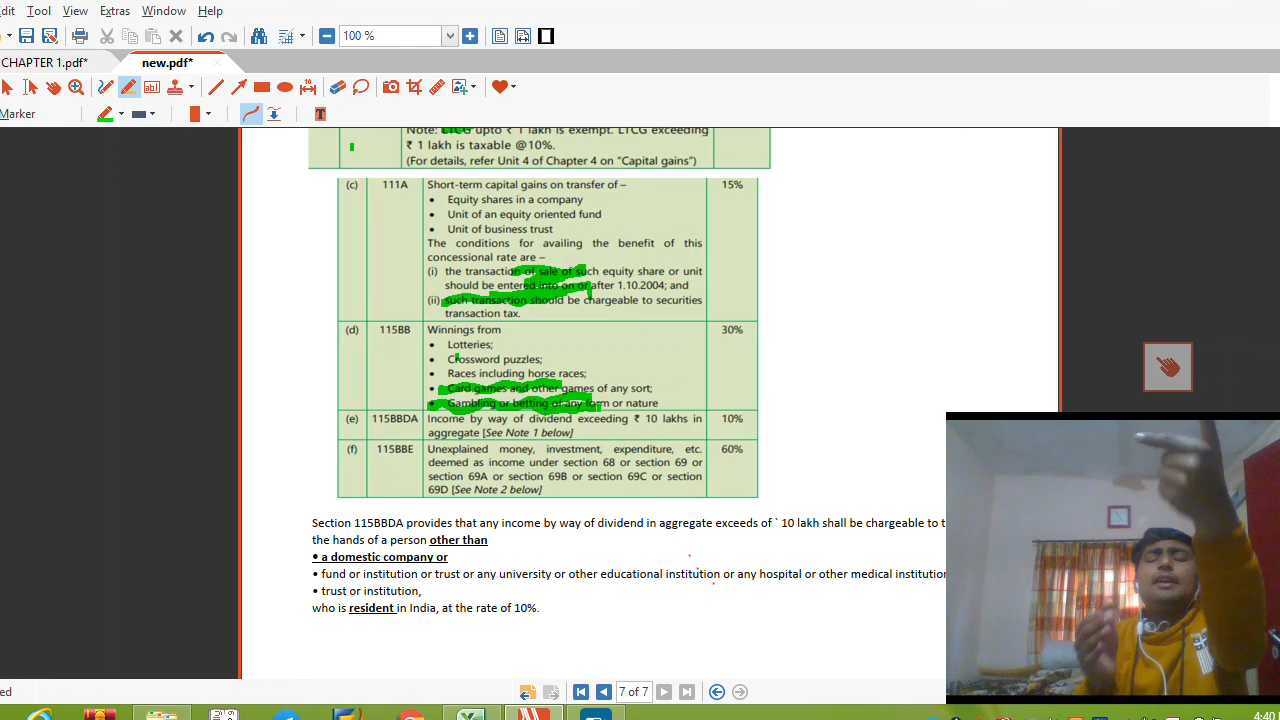 dit Tool View Extras Window Help
100 %
CHAPTER 1.pdf* new.pdf*
10
Marker
T
Note: LTCG upto ₹ 1 lakh is exempt. LTCG exceeding
₹ 1 lakh is taxable @10%.
(For details, refer Unit 4 of Chapter 4 on “Capital gains”)
(c) 111A Short-term capital gains on transfer of – 15%
• Equity shares in a company
• Unit of an equity oriented fund
• Unit of business trust
The conditions for availing the benefit of this
concessional rate are –
(i) the transaction of sale of such equity share or unit
should be entered into on or after 1.10.2004; and
(ii) such transaction should be chargeable to securities
transaction tax.
(d) 115BB Winnings from 30%
• Lotteries;
• Crossword puzzles;
• Races including horse races;
• Card games and other games of any sort;
• Gambling or betting of any form or nature
(e) 115BBDA Income by way of dividend exceeding ₹ 10 lakhs in 10%
aggregate [See Note 1 below]
(f) 115BBE Unexplained money, investment, expenditure, etc. 60%
deemed as income under section 68 or section 69 or
section 69A or section 69B or section 69C or section
69D [See Note 2 below]
Section 115BBDA provides that any income by way of dividend in aggregate exceeds of ` 10 lakh shall be chargeable to t
the hands of a person other than
• a domestic company or
• fund or institution or trust or any university or other educational institution or any hospital or other medical institution
• trust or institution,
who is resident in India, at the rate of 10%.
ed 7 of 7
4:40